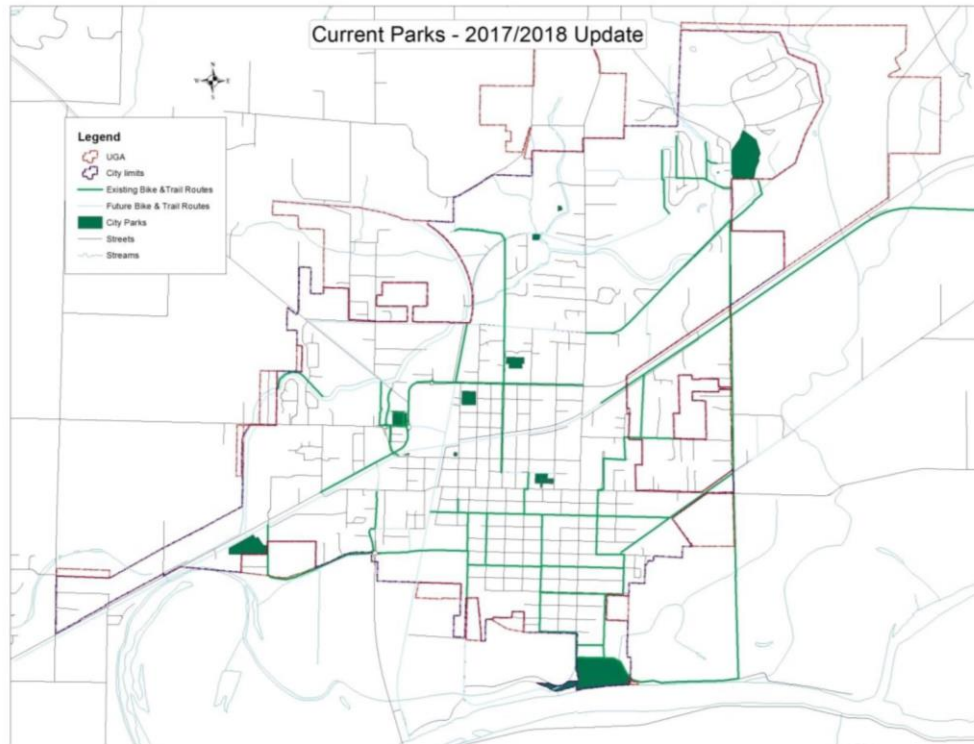 Current Parks - 2017/2018 Update
N
W
E
S
Legend
UGA
City limits
Existing Bike &Trail Routes
Future Bike & Trail Routes
City Parks
Streets
Streams